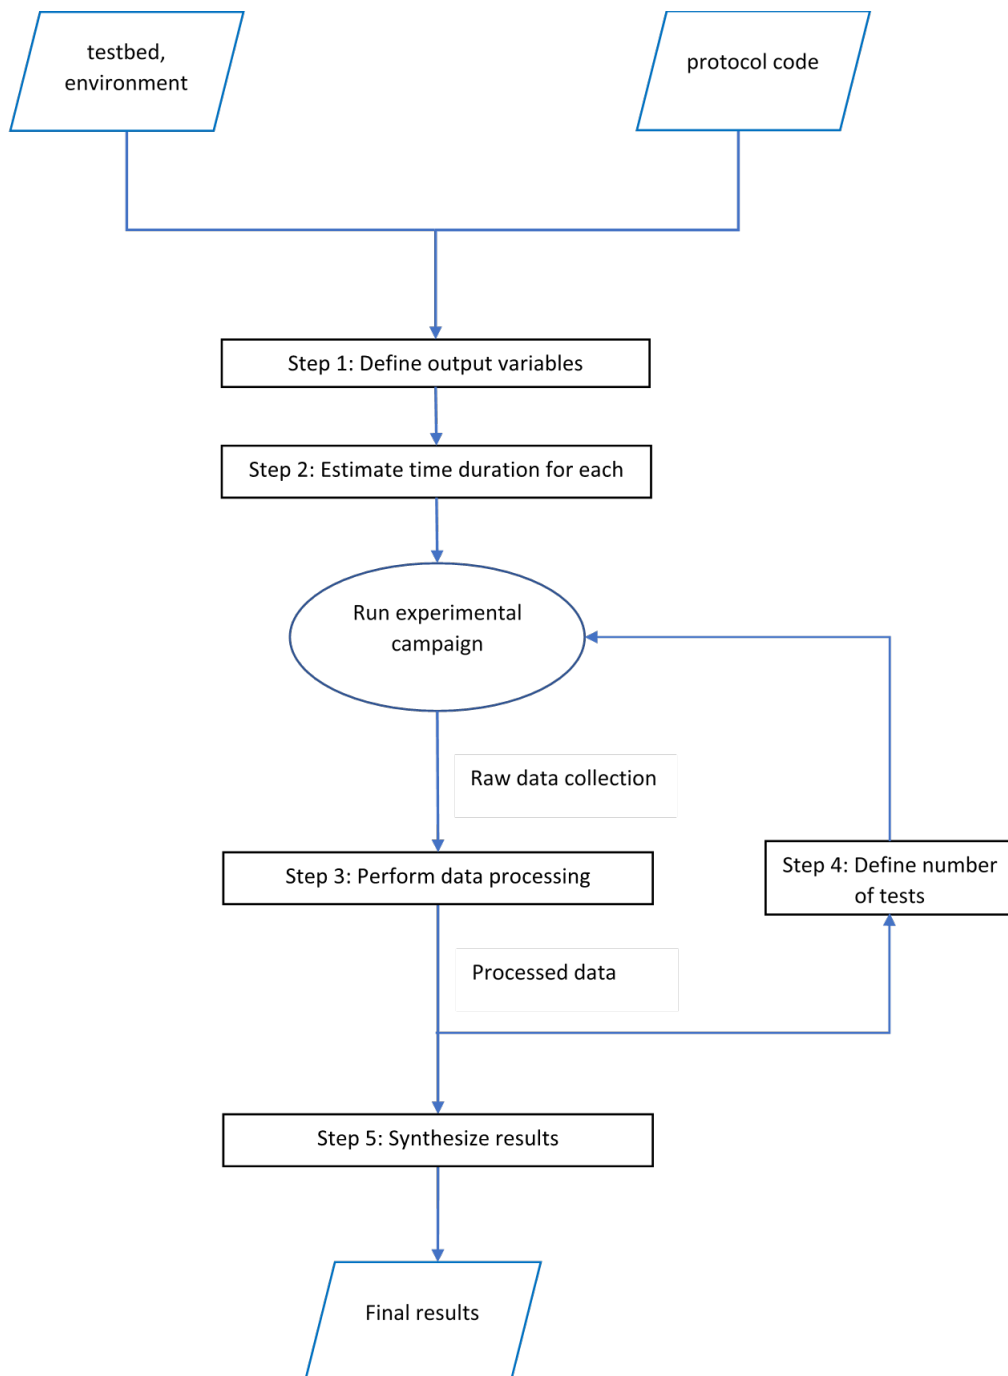 testbed,
environment
protocol code
Step 1: Define output variables
Step 2: Estimate time duration for each
Run experimental
campaign
Raw data collection
Step 3: Perform data processing
Step 4: Define number
of tests
Processed data
Step 5: Synthesize results
Final results